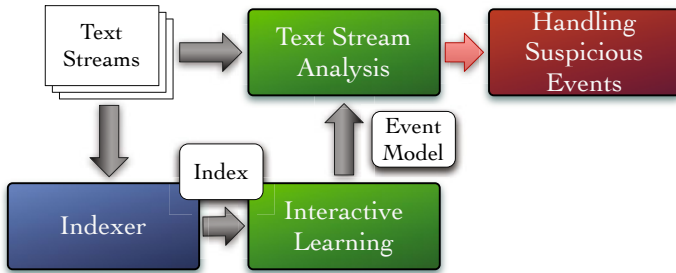 Text
Streams
Text Stream
Analysis
Handling
Suspicious
Events
Event
Model
Index
Indexer
Interactive
Learning